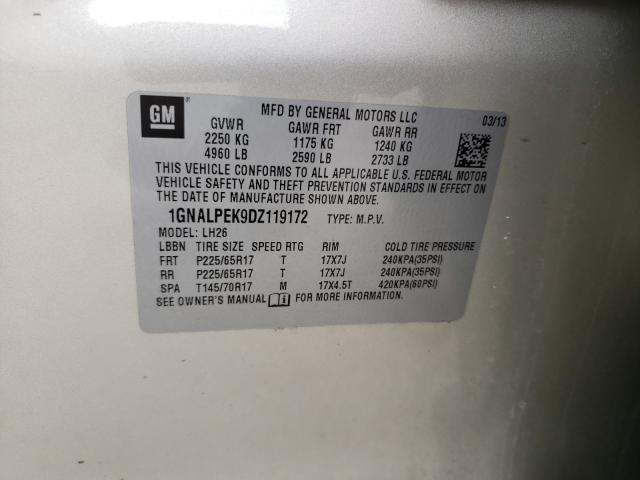 GM ® MFD BY GENERAL MOTORS LLC 03/13
GVWR GAWR FRT GAWR RR
2250 KG 1175 KG 1240 KG
4960 LB 2590 LB 2733 LB
THIS VEHICLE CONFORMS TO ALL APPLICABLE U.S. FEDERAL MOTOR
VEHICLE SAFETY AND THEFT PREVENTION STANDARDS IN EFFECT ON
THE DATE OF MANUFACTURE SHOWN ABOVE.
1GNALPEK9DZ119172 TYPE: M.P.V.
MODEL: LH26
LBBN TIRE SIZE SPEED RTG RIM COLD TIRE PRESSURE
FRT P225/65R17 T 17X7J 240KPA(35PSI)
RR P225/65R17 T 17X7J 240KPA(35PSI)
SPA T145/70R17 M 17X4.5T 420KPA(60PSI)
SEE OWNER'S MANUAL FOR MORE INFORMATION.